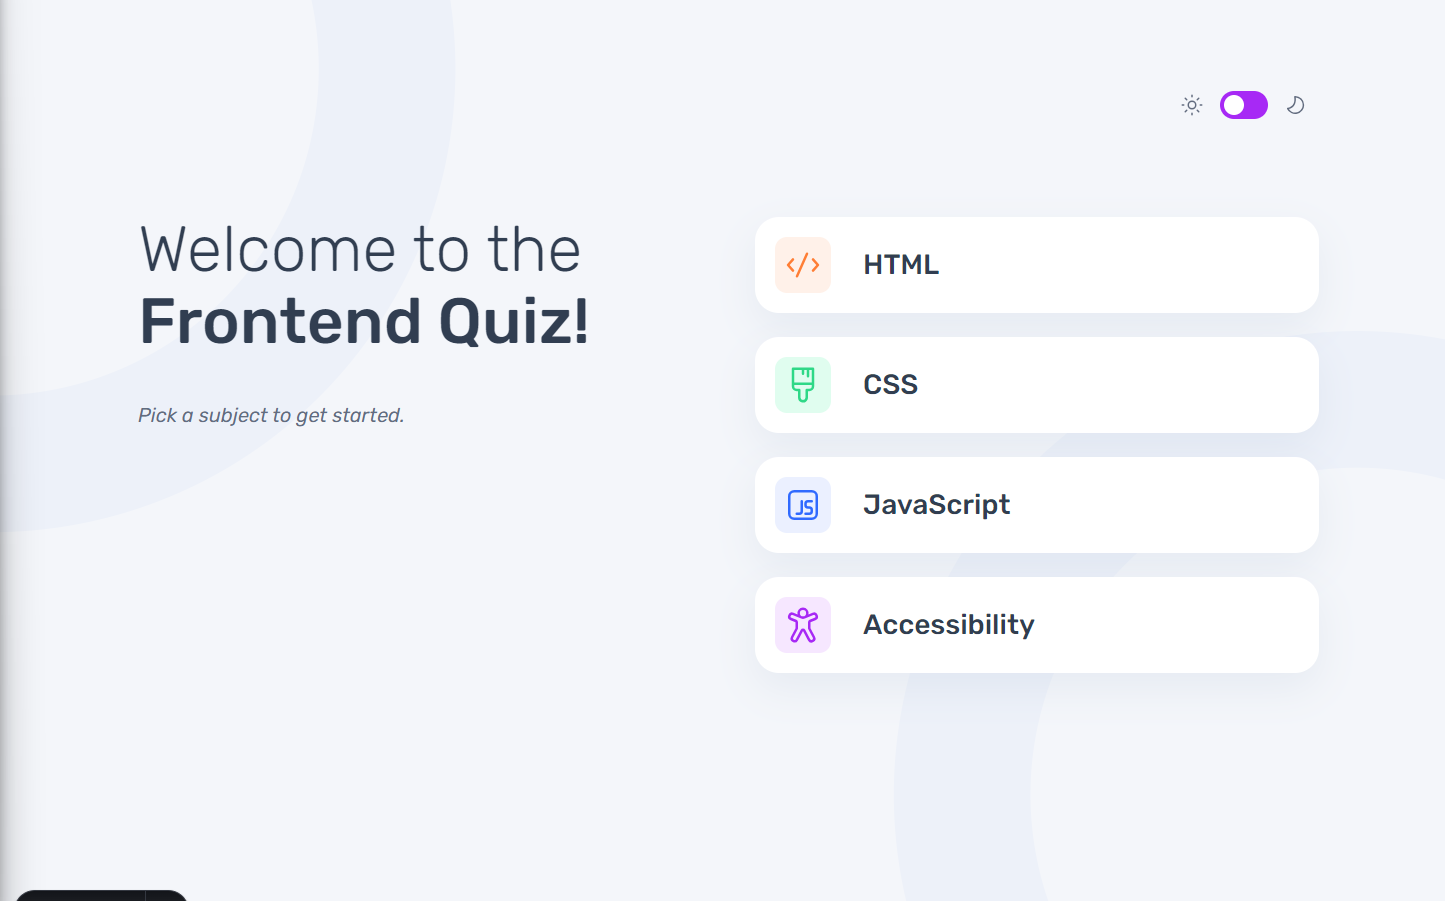 Welcome to the
Frontend Quiz!
Pick a subject to get started.
HTML
CSS
JS
JavaScript
Accessibility